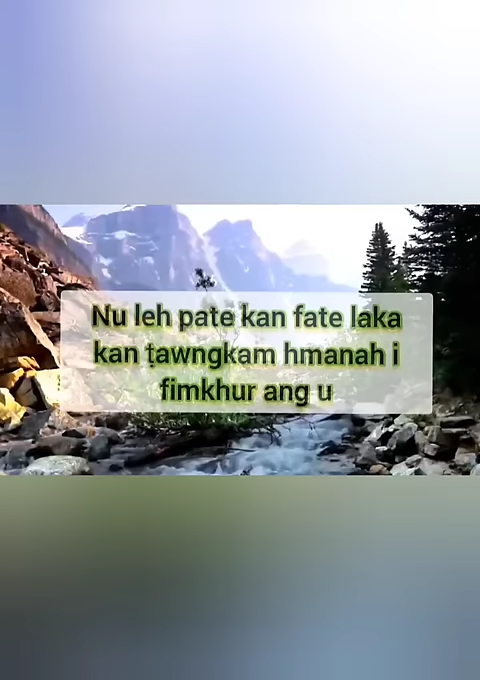 Nu leh pate kan fate laka
kan ṭawngkam hmanah i
fimkhur ang u